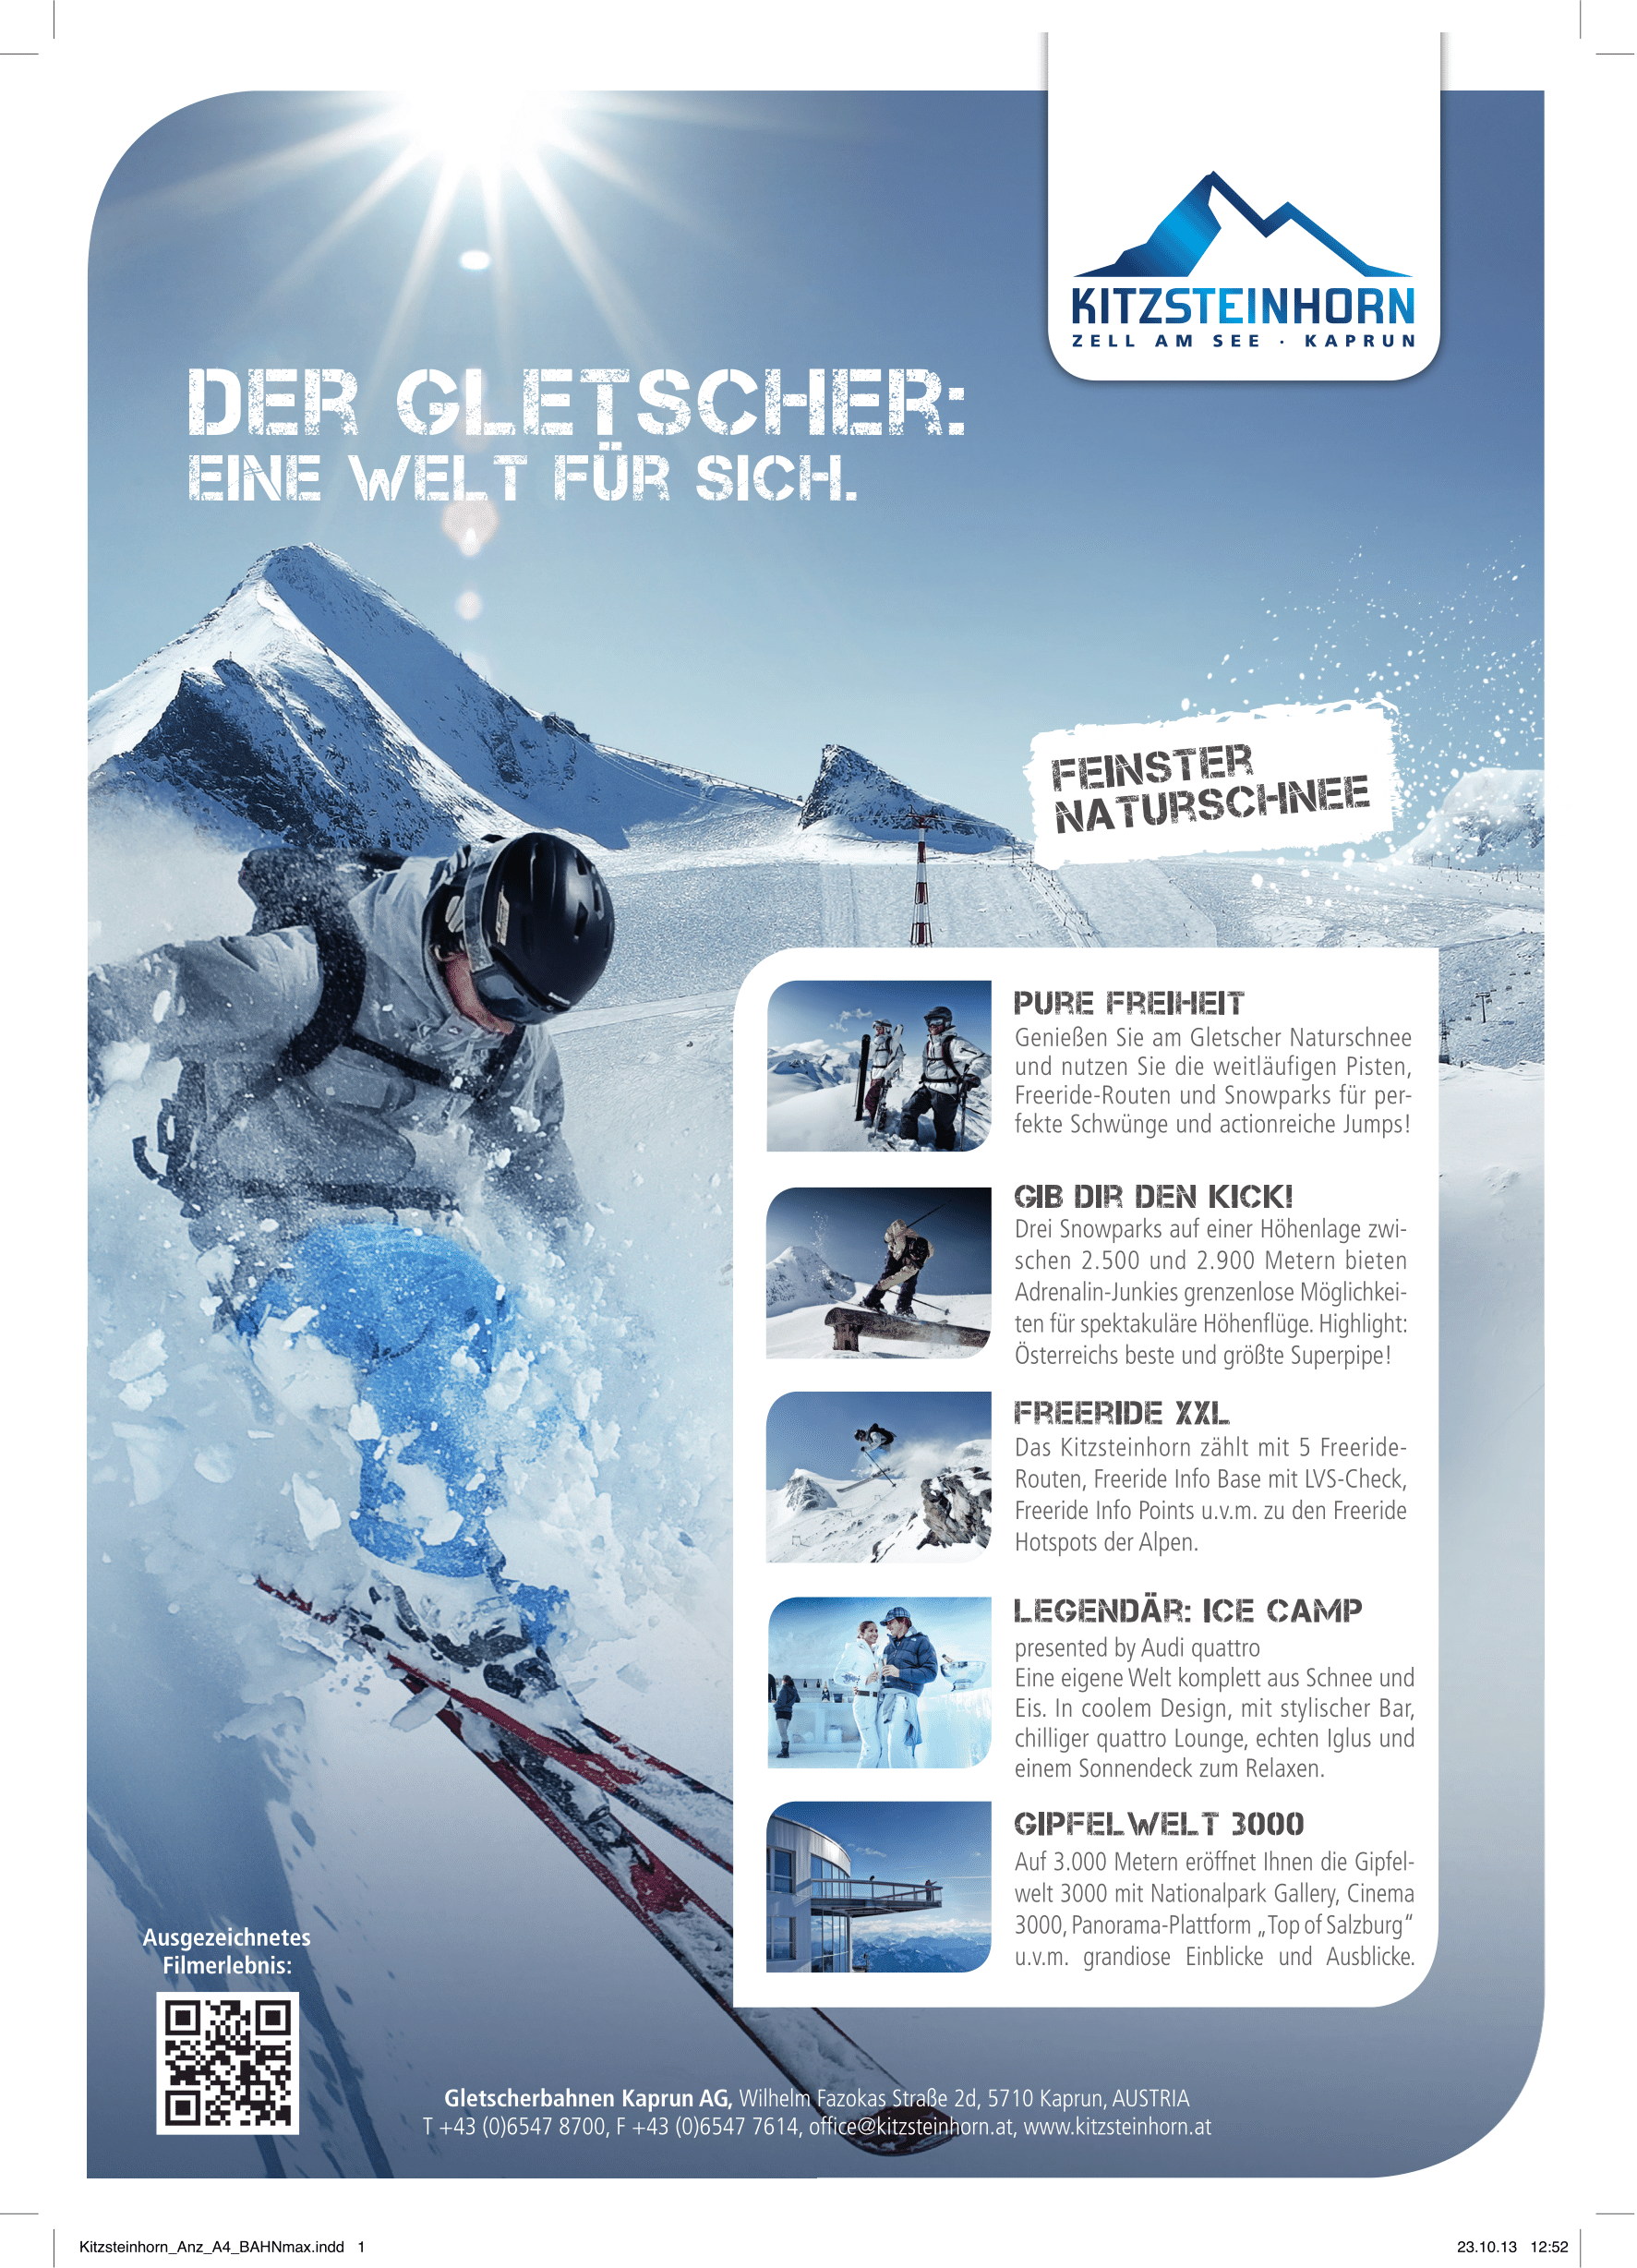 KITZSTEINHORN
ZELL AM SEE · KAPRUN
DER GLETSCHER:
EINE WELT FÜR SICH.
FEINSTER
NATURSCHNEE
PURE FREIHEIT
Genießen Sie am Gletscher Naturschnee
und nutzen Sie die weitläufigen Pisten,
Freeride-Routen und Snowparks für per-
fekte Schwünge und actionreiche Jumps!
GIB DIR DEN KICK!
Drei Snowparks auf einer Höhenlage zwi-
schen 2.500 und 2.900 Metern bieten
Adrenalin-Junkies grenzenlose Möglichkei-
ten für spektakuläre Höhenflüge. Highlight:
Österreichs beste und größte Superpipe!
FREERIDE XXL
Das Kitzsteinhorn zählt mit 5 Freeride-
Routen, Freeride Info Base mit LVS-Check,
Freeride Info Points u.v.m. zu den Freeride
Hotspots der Alpen.
LEGENDÄR: ICE CAMP
presented by Audi quattro
Eine eigene Welt komplett aus Schnee und
Eis. In coolem Design, mit stylischer Bar,
chilliger quattro Lounge, echten Iglus und
einem Sonnendeck zum Relaxen.
GIPFELWELT 3000
Auf 3.000 Metern eröffnet Ihnen die Gipfel-
welt 3000 mit Nationalpark Gallery, Cinema
3000, Panorama-Plattform „Top of Salzburg“
u.v.m. grandiose Einblicke und Ausblicke.
Ausgezeichnetes
Filmerlebnis:
Gletscherbahnen Kaprun AG, Wilhelm Fazokas Straße 2d, 5710 Kaprun, AUSTRIA
T +43 (0)6547 8700, F +43 (0)6547 7614, office@kitzsteinhorn.at, www.kitzsteinhorn.at
Kitzsteinhorn_Anz_A4_BAHNmax.indd 1
23.10.13 12:52